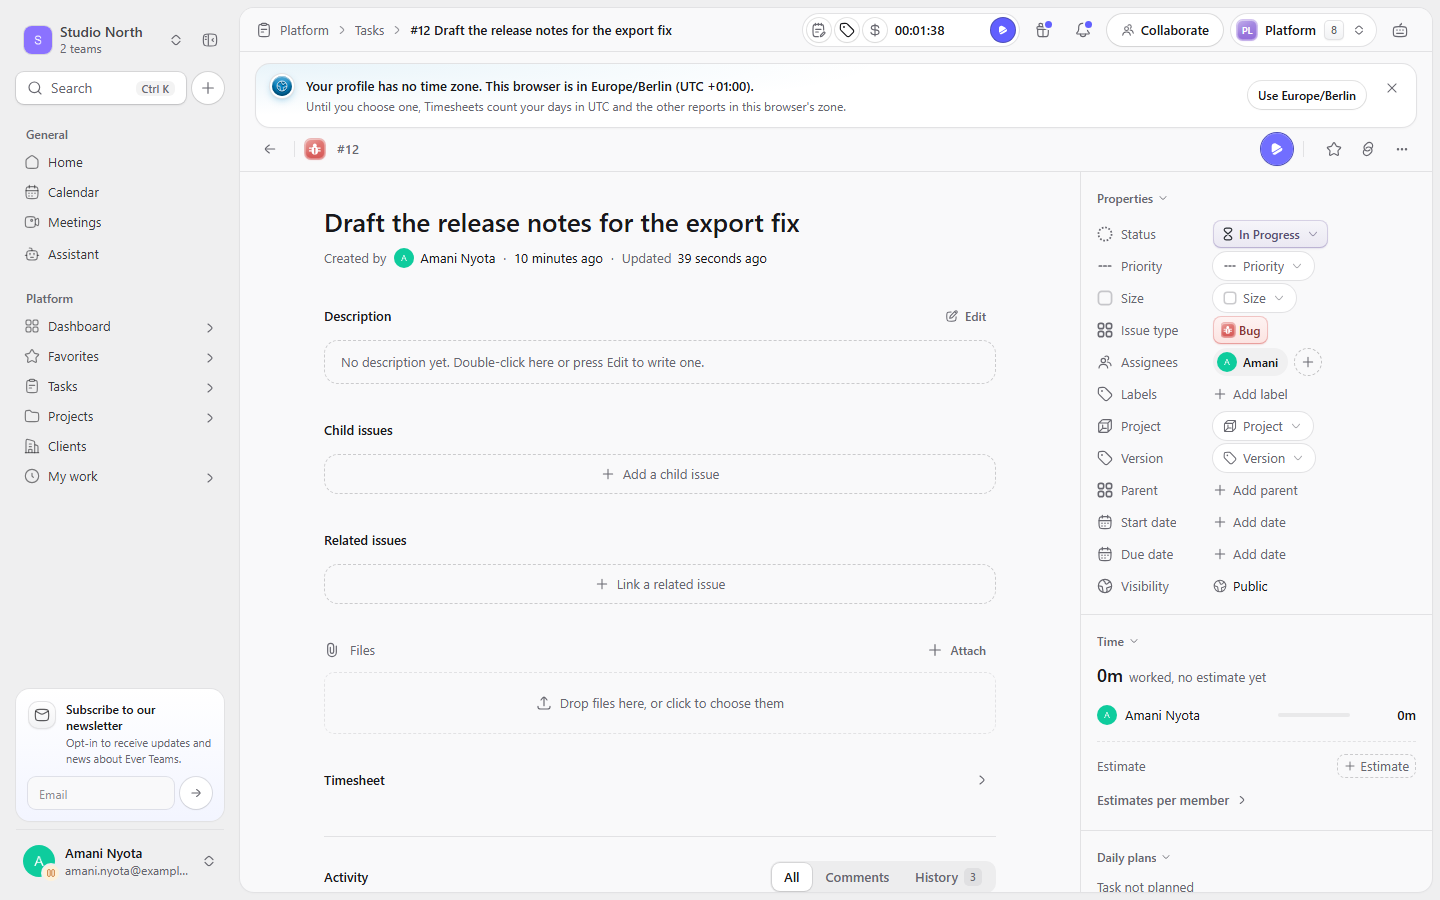 S
Studio North
2 teams
Search
Ctrl K
General
Home
Calendar
Meetings
Assistant
Platform
Dashboard
Favorites
Tasks
Projects
Clients
My work
Subscribe to our
newsletter
Opt-in to receive updates and
news about Ever Teams.
Email
A
Amani Nyota
amani.nyota@exampl...
Platform
Tasks
#12 Draft the release notes for the export fix
$
00:01:38
Collaborate
PL
Platform
8
Your profile has no time zone. This browser is in Europe/Berlin (UTC +01:00).
Until you choose one, Timesheets count your days in UTC and the other reports in this browser's zone.
Use Europe/Berlin
#12
Draft the release notes for the export fix
Created by A Amani Nyota · 10 minutes ago · Updated 39 seconds ago
Description
Edit
No description yet. Double-click here or press Edit to write one.
Child issues
Add a child issue
Related issues
Link a related issue
Files
Attach
Drop files here, or click to choose them
Timesheet
Activity
All
Comments
History 3
Properties
Status
In Progress
Priority
Priority
Size
Size
Issue type
Bug
Assignees
A Amani
Labels
Add label
Project
Project
Version
Version
Parent
Add parent
Start date
Add date
Due date
Add date
Visibility
Public
Time
0m worked, no estimate yet
A Amani Nyota
0m
Estimate
Estimate
Estimates per member
Daily plans
Task not planned